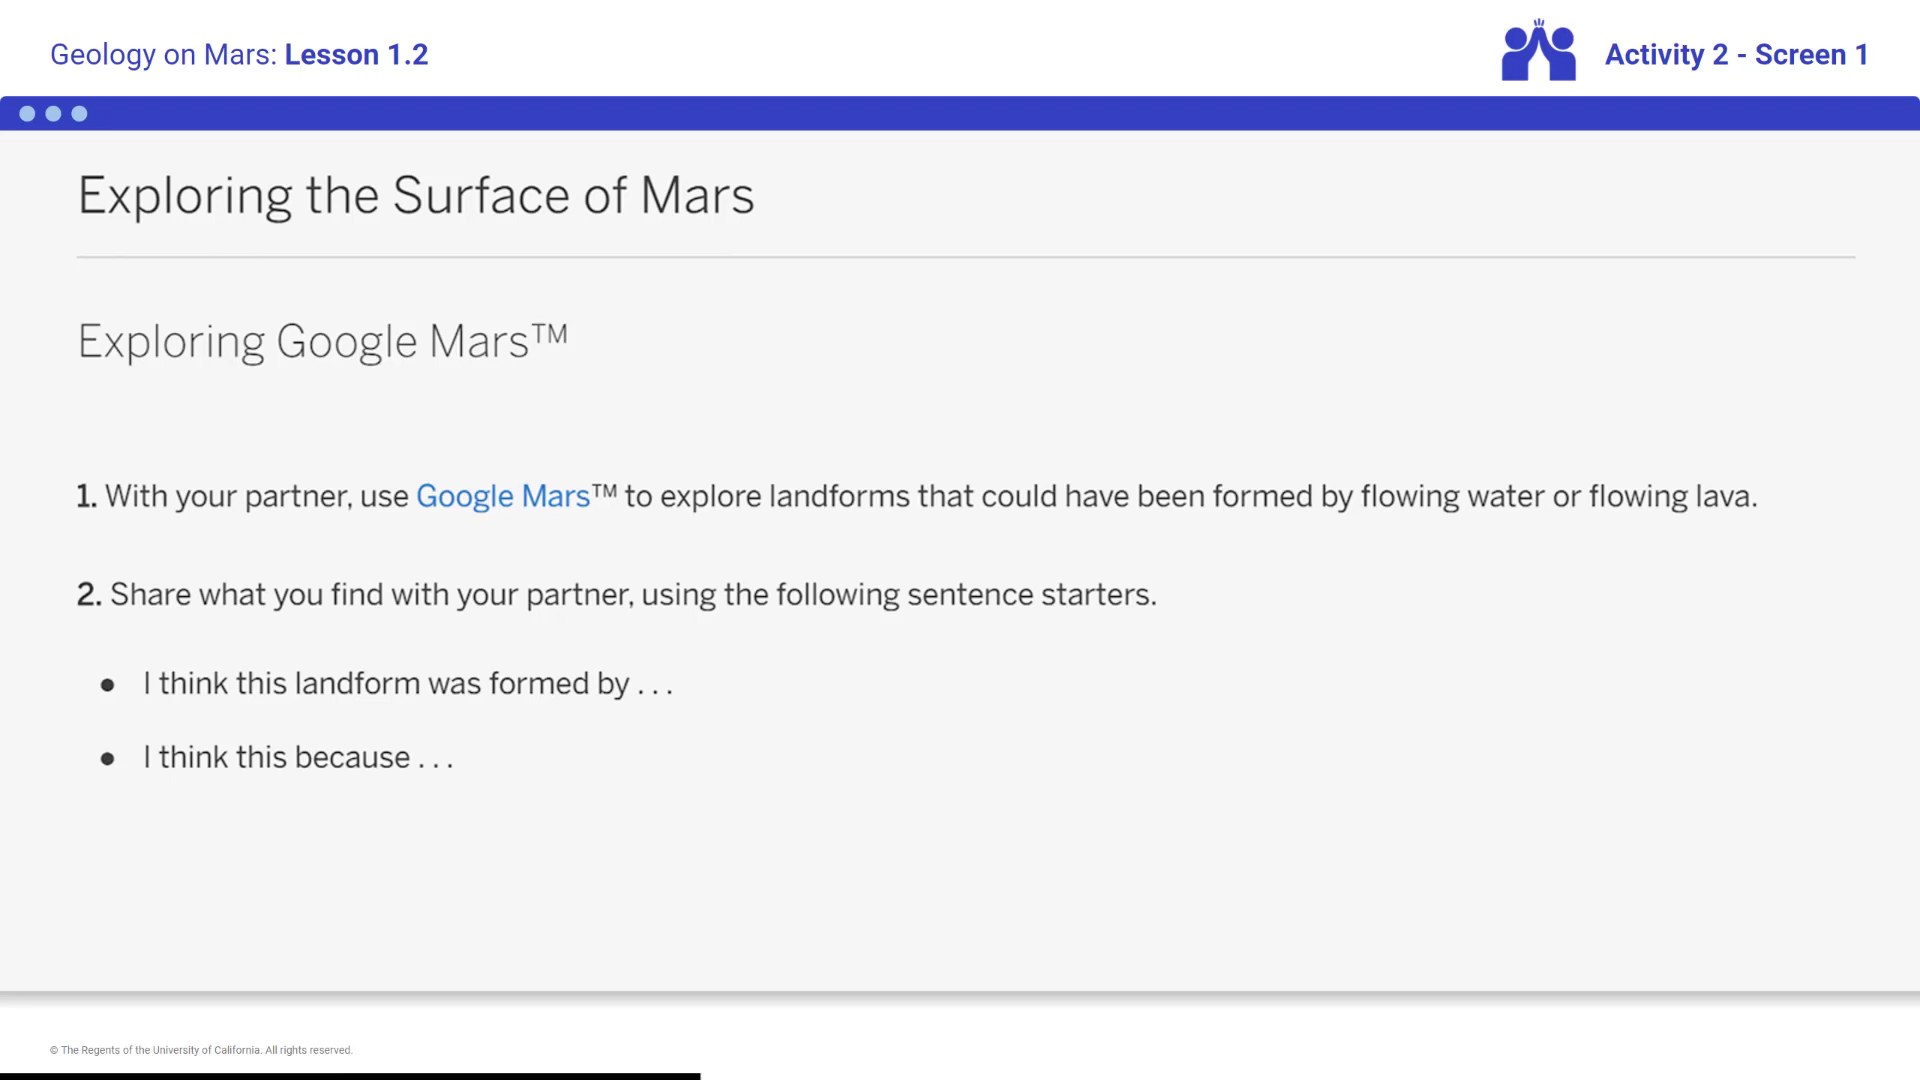 Geology on Mars: Lesson 1.2
Activity 2 - Screen 1
Exploring the Surface of Mars
Exploring Google Mars™
1. With your partner, use Google Mars™ to explore landforms that could have been formed by flowing water or flowing lava.
2. Share what you find with your partner, using the following sentence starters.
● I think this landform was formed by . . .
● I think this because . . .
© The Regents of the University of California. All rights reserved.